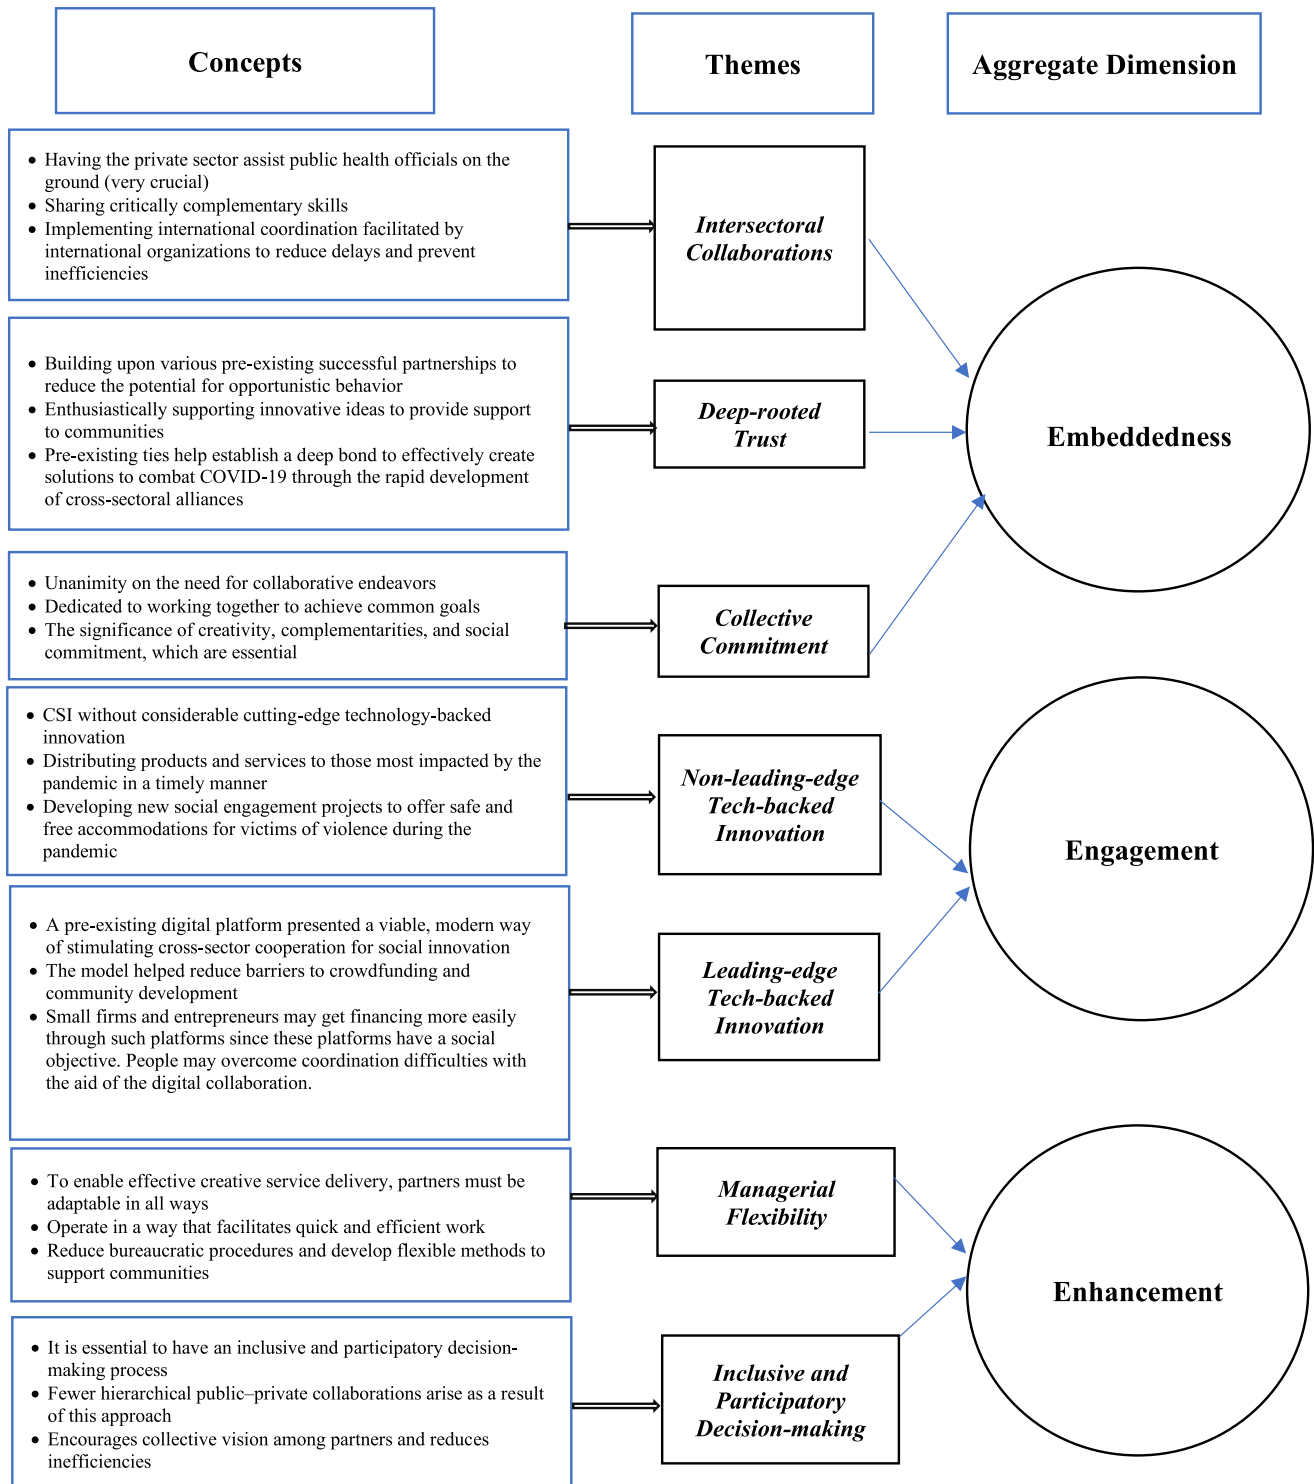 Concepts
Themes
Aggregate Dimension
• Having the private sector assist public health officials on the
ground (very crucial)
• Sharing critically complementary skills
• Implementing international coordination facilitated by
international organizations to reduce delays and prevent
inefficiencies
Intersectoral
Collaborations
• Building upon various pre-existing successful partnerships to
reduce the potential for opportunistic behavior
• Enthusiastically supporting innovative ideas to provide support
to communities
• Pre-existing ties help establish a deep bond to effectively create
solutions to combat COVID-19 through the rapid development
of cross-sectoral alliances
Deep-rooted
Trust
Embeddedness
• Unanimity on the need for collaborative endeavors
• Dedicated to working together to achieve common goals
• The significance of creativity, complementarities, and social
commitment, which are essential
Collective
Commitment
• CSI without considerable cutting-edge technology-backed
innovation
• Distributing products and services to those most impacted by the
pandemic in a timely manner
• Developing new social engagement projects to offer safe and
free accommodations for victims of violence during the
pandemic
Non-leading-edge
Tech-backed
Innovation
Engagement
• A pre-existing digital platform presented a viable, modern way
of stimulating cross-sector cooperation for social innovation
• The model helped reduce barriers to crowdfunding and
community development
• Small firms and entrepreneurs may get financing more easily
through such platforms since these platforms have a social
objective. People may overcome coordination difficulties with
the aid of the digital collaboration.
Leading-edge
Tech-backed
Innovation
• To enable effective creative service delivery, partners must be
adaptable in all ways
• Operate in a way that facilitates quick and efficient work
• Reduce bureaucratic procedures and develop flexible methods to
support communities
Managerial
Flexibility
Enhancement
• It is essential to have an inclusive and participatory decision-
making process
• Fewer hierarchical public–private collaborations arise as a result
of this approach
• Encourages collective vision among partners and reduces
inefficiencies
Inclusive and
Participatory
Decision-making